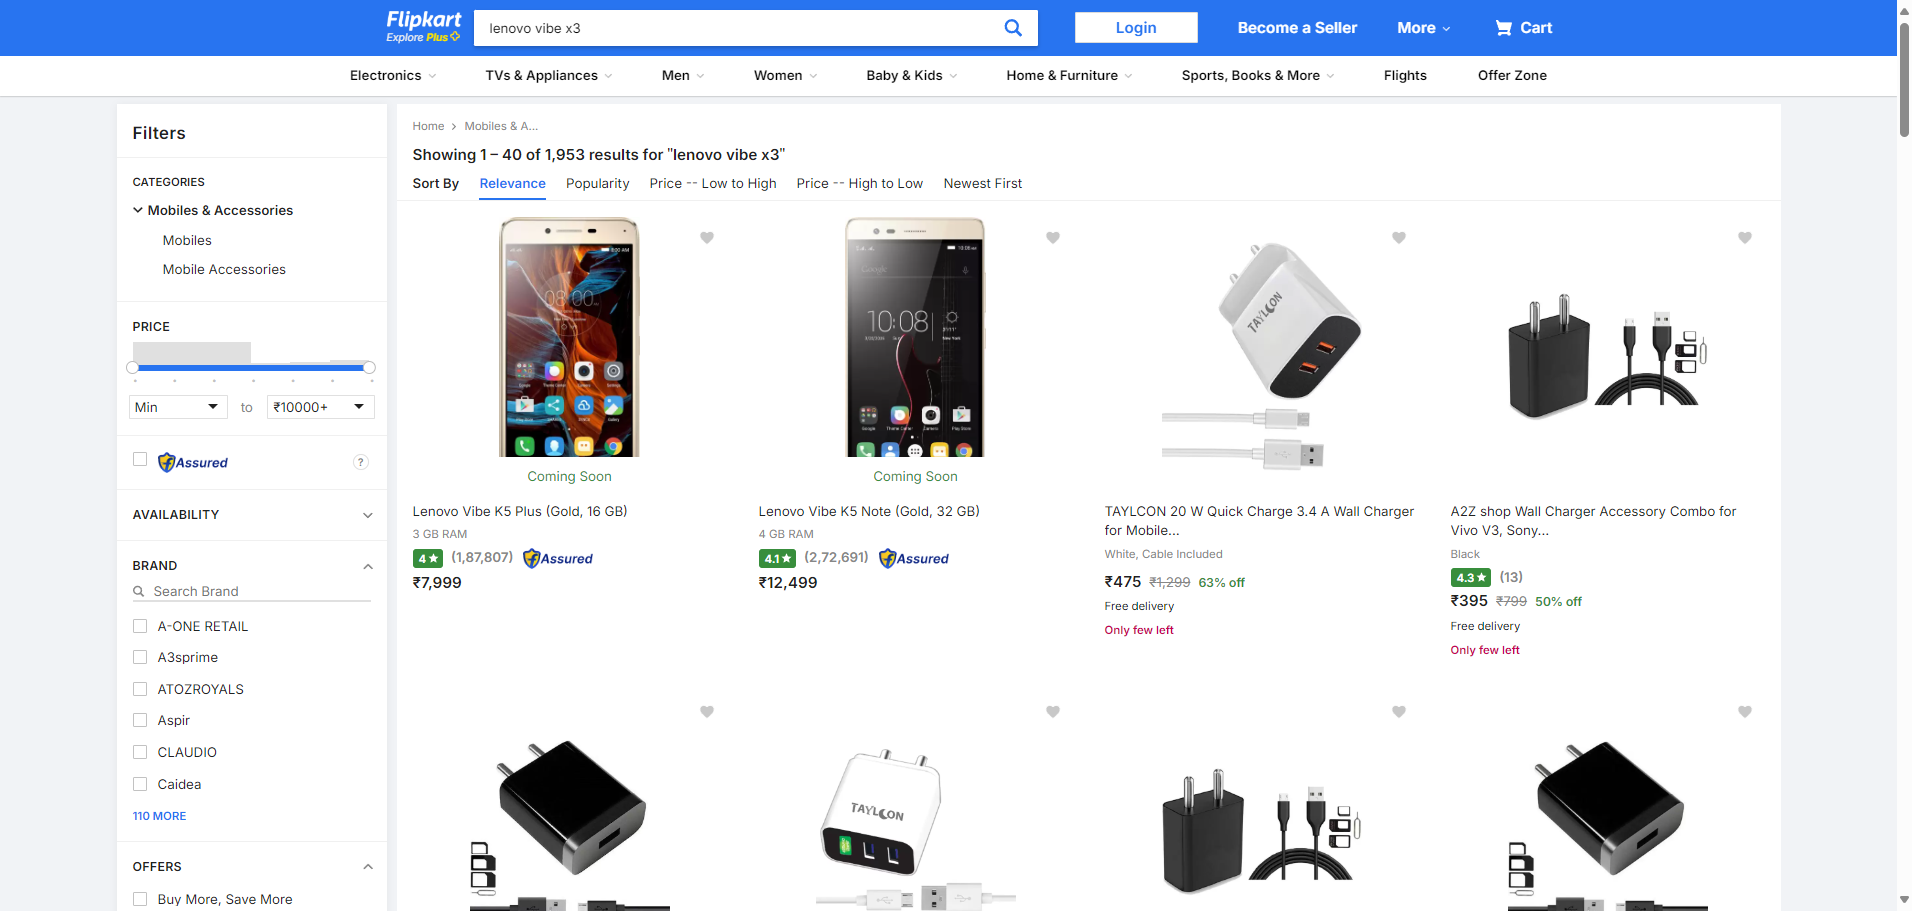 Flipkart
Explore Plus
lenovo vibe x3
Login
Become a Seller
More
Cart
Electronics
TVs & Appliances
Men
Women
Baby & Kids
Home & Furniture
Sports, Books & More
Flights
Offer Zone
Filters
CATEGORIES
Mobiles & Accessories
Mobiles
Mobile Accessories
PRICE
Min
to
₹10000+
Assured
?
AVAILABILITY
BRAND
Search Brand
A-ONE RETAIL
A3sprime
ATOZROYALS
Aspir
CLAUDIO
Caidea
110 MORE
OFFERS
Buy More, Save More
Home
Mobiles & A...
Showing 1 – 40 of 1,953 results for "lenovo vibe x3"
Sort By
Relevance
Popularity
Price -- Low to High
Price -- High to Low
Newest First
08:00
Coming Soon
Lenovo Vibe K5 Plus (Gold, 16 GB)
3 GB RAM
4
(1,87,807)
Assured
₹7,999
Google
10:08
Coming Soon
Lenovo Vibe K5 Note (Gold, 32 GB)
4 GB RAM
4.1
(2,72,691)
Assured
₹12,499
TAYLCON
TAYLCON 20 W Quick Charge 3.4 A Wall Charger
for Mobile...
White, Cable Included
₹475 ₹1,299 63% off
Free delivery
Only few left
A2Z shop Wall Charger Accessory Combo for
Vivo V3, Sony...
Black
4.3
(13)
₹395 ₹799 50% off
Free delivery
Only few left
TAYLCON